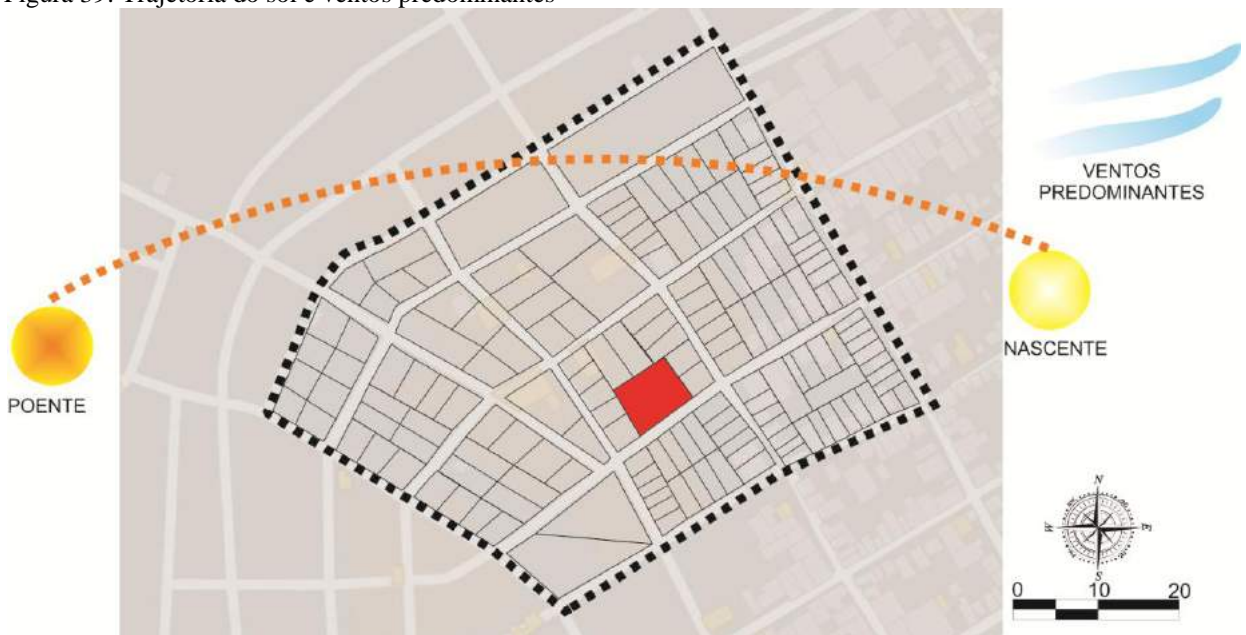 Figura 39: Trajetória do sol e ventos predominantes
VENTOS
PREDOMINANTES
NASCENTE
POENTE
N
W
E
S
0 10 20